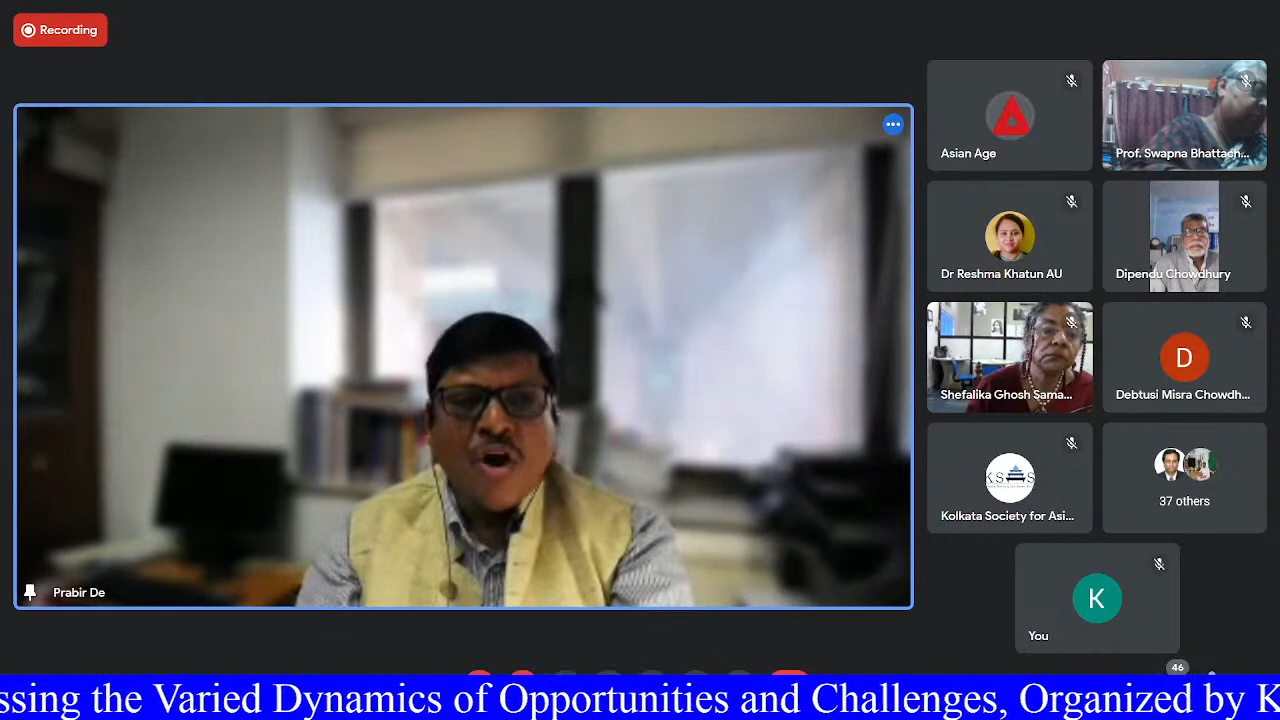 Recording
Asian Age
Prof. Swapna Bhattach...
Dr Reshma Khatun AU
Dipendu Chowdhury
Shefalika Ghosh Sama...
D
Debtusi Misra Chowdh...
KSAS
Kolkata Society for Asi...
37 others
Prabir De
K
You
46
ssing the Varied Dynamics of Opportunities and Challenges, Organized by K